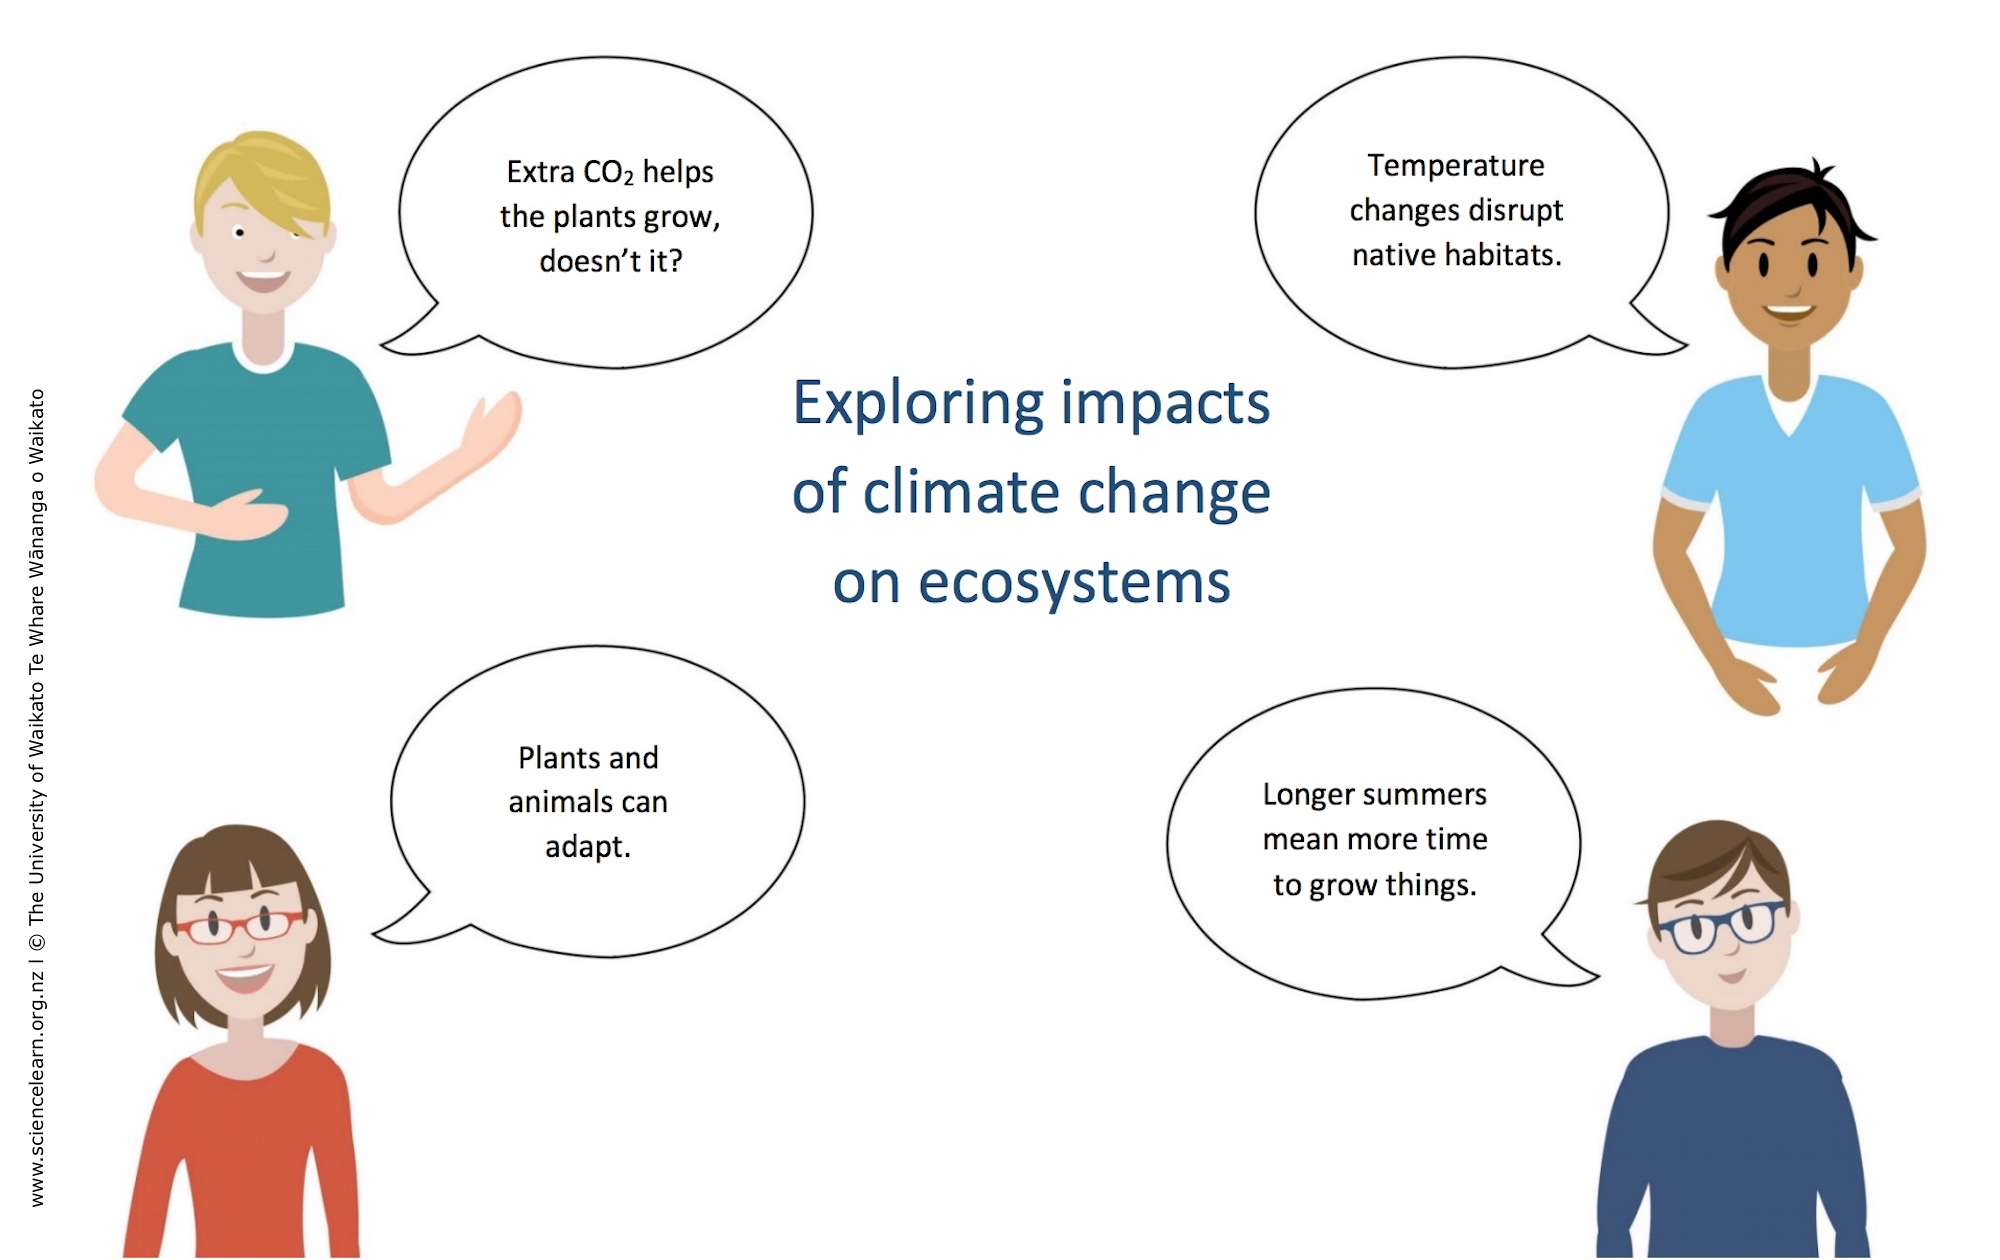 Extra CO₂ helps
the plants grow,
doesn’t it?
Temperature
changes disrupt
native habitats.
Exploring impacts
of climate change
on ecosystems
Plants and
animals can
adapt.
Longer summers
mean more time
to grow things.
www.sciencelearn.org.nz l © The University of Waikato Te Whare Wānanga o Waikato